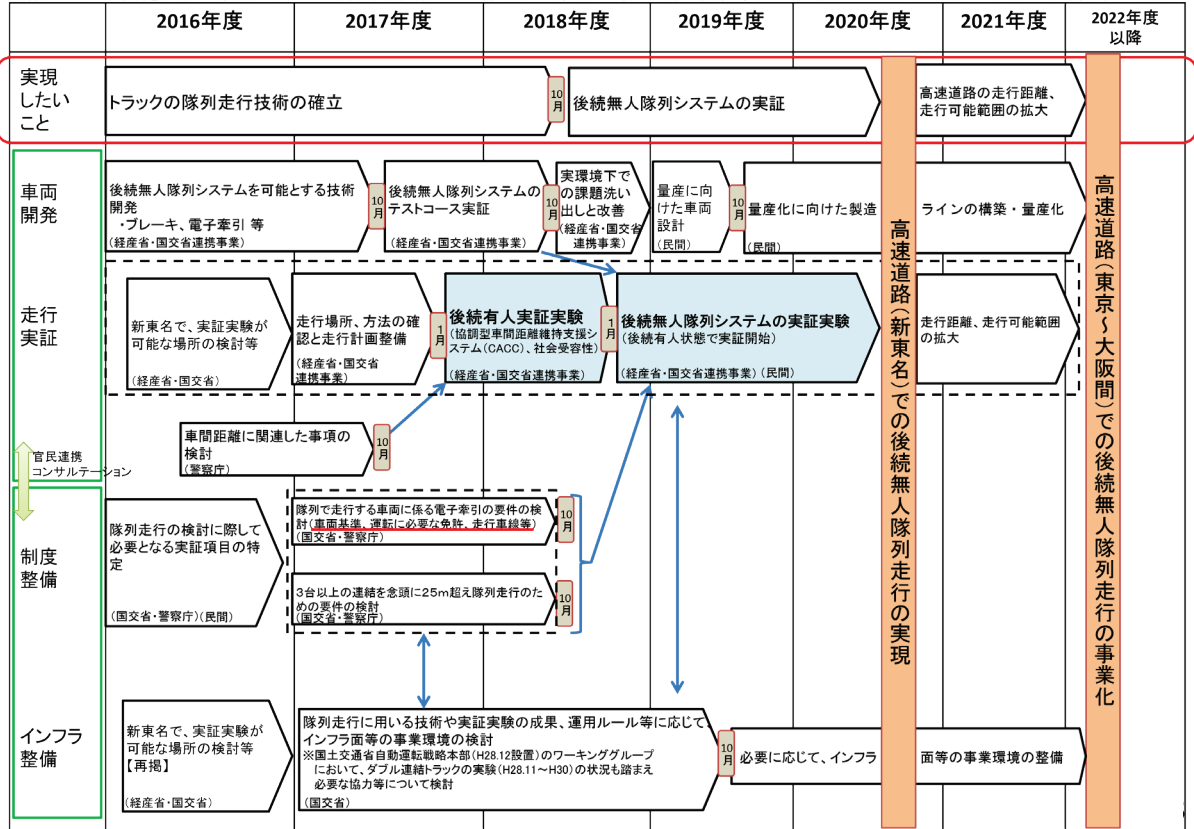 2016年度
2017年度
2018年度
2019年度
2020年度
2021年度
2022年度
以降
実現
したい
こと
トラックの隊列走行技術の確立
10月
後続無人隊列システムの実証
高速道路の走行距離、
走行可能範囲の拡大
車両
開発
後続無人隊列システムを可能とする技術
開発
・ブレーキ、電子牽引 等
(経産省・国交省連携事業)
10月
後続無人隊列システムの
テストコース実証
(経産省・国交省連携事業)
10月
実環境下で
の課題洗い
出しと改善
(経産省・国交省
連携事業)
量産に向
けた車両
設計
(民間)
10月
量産化に向けた製造
(民間)
ラインの構築・量産化
走行
実証
新東名で、実証実験が
可能な場所の検討等
(経産省・国交省)
走行場所、方法の確
認と走行計画整備
(経産省・国交省
連携事業)
1月
後続有人実証実験
(協調型車間距離維持支援シ
ステム(CACC)、社会受容性)
(経産省・国交省連携事業)
1月
後続無人隊列システムの実証実験
(後続有人状態で実証開始)
(経産省・国交省連携事業)(民間)
走行距離、走行可能範囲
の拡大
車間距離に関連した事項の
検討
(警察庁)
10月
官民連携
コンサルテーション
制度
整備
隊列走行の検討に際して
必要となる実証項目の特
定
(国交省・警察庁)(民間)
隊列で走行する車両に係る電子牽引の要件の検
討(車両基準、運転に必要な免許、走行車線等)
(国交省・警察庁)
10月
3台以上の連結を念頭に25m超え隊列走行のた
めの要件の検討
(国交省・警察庁)
10月
インフラ
整備
新東名で、実証実験が
可能な場所の検討等
【再掲】
(経産省・国交省)
隊列走行に用いる技術や実証実験の成果、運用ルール等に応じて、
インフラ面等の事業環境の検討
※国土交通省自動運転戦略本部(H28.12設置)のワーキンググループ
において、ダブル連結トラックの実験(H28.11～H30)の状況も踏まえ
必要な協力等について検討
(国交省)
10月
必要に応じて、インフラ 面等の事業環境の整備
高速道路(新東名)での後続無人隊列走行の実現
高速道路(東京～大阪間)での後続無人隊列走行の事業化